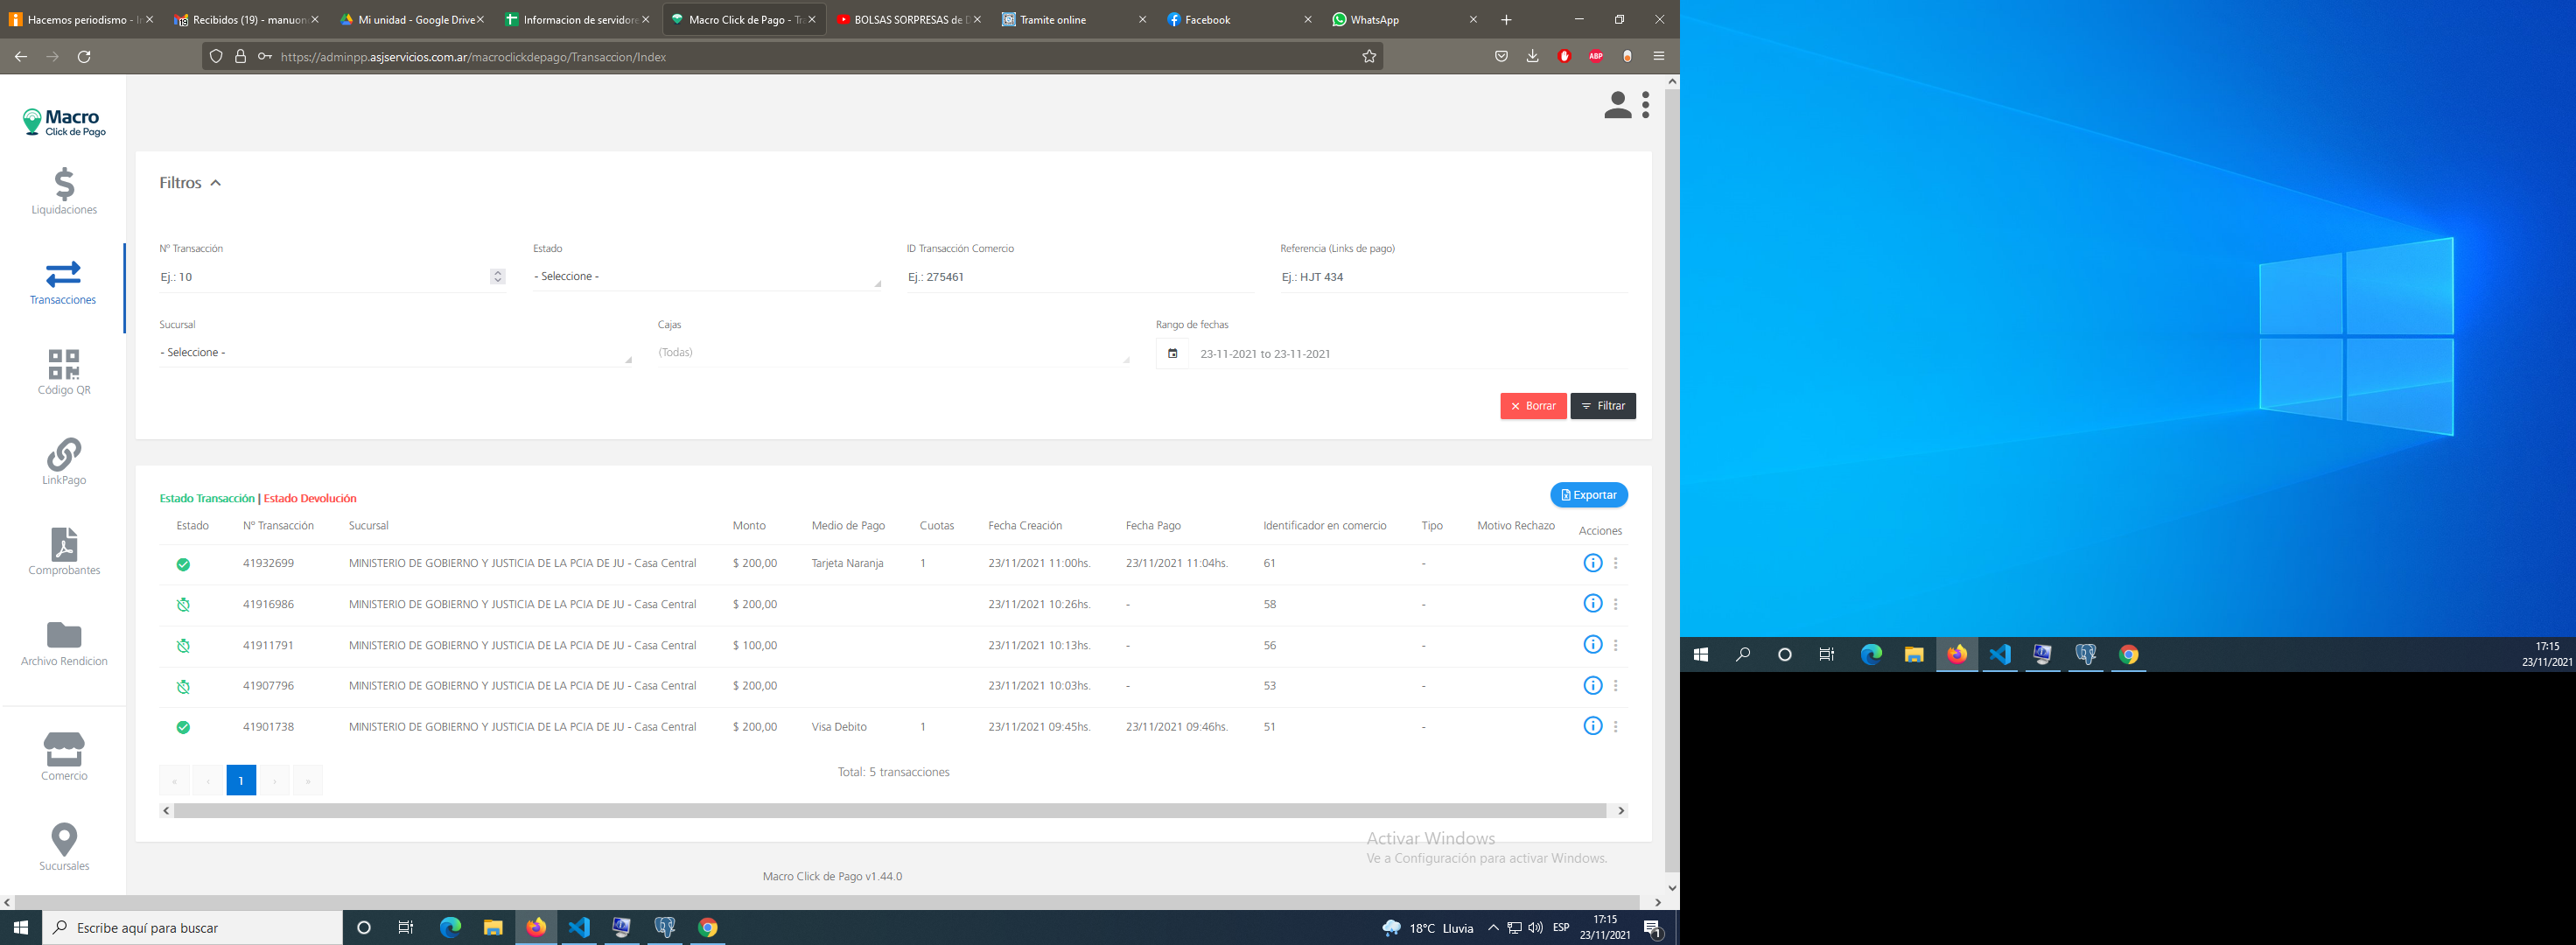 Hacemos periodismo - I
Recibidos (19) - manuon
Mi unidad - Google Drive
Informacion de servidore
Macro Click de Pago - Tr
BOLSAS SORPRESAS de D
Tramite online
Facebook
WhatsApp
https://adminpp.asjservicios.com.ar/macroclickdepago/Transaccion/Index
ABP
Macro
Click de Pago
Liquidaciones
Transacciones
Código QR
LinkPago
Comprobantes
Archivo Rendicion
Comercio
Sucursales
Filtros
Nº Transacción
Estado
ID Transacción Comercio
Referencia (Links de pago)
Ej.: 10
- Seleccione -
Ej.: 275461
Ej.: HJT 434
Sucursal
Cajas
Rango de fechas
- Seleccione -
(Todas)
23-11-2021 to 23-11-2021
Borrar
Filtrar
Estado Transacción | Estado Devolución
Exportar
Estado Nº Transacción Sucursal Monto Medio de Pago Cuotas Fecha Creación Fecha Pago Identificador en comercio Tipo Motivo Rechazo Acciones
41932699 MINISTERIO DE GOBIERNO Y JUSTICIA DE LA PCIA DE JU - Casa Central $ 200,00 Tarjeta Naranja 1 23/11/2021 11:00hs. 23/11/2021 11:04hs. 61 -
41916986 MINISTERIO DE GOBIERNO Y JUSTICIA DE LA PCIA DE JU - Casa Central $ 200,00 23/11/2021 10:26hs. - 58 -
41911791 MINISTERIO DE GOBIERNO Y JUSTICIA DE LA PCIA DE JU - Casa Central $ 100,00 23/11/2021 10:13hs. - 56 -
41907796 MINISTERIO DE GOBIERNO Y JUSTICIA DE LA PCIA DE JU - Casa Central $ 200,00 23/11/2021 10:03hs. - 53 -
41901738 MINISTERIO DE GOBIERNO Y JUSTICIA DE LA PCIA DE JU - Casa Central $ 200,00 Visa Debito 1 23/11/2021 09:45hs. 23/11/2021 09:46hs. 51 -
« ‹ 1 › »
Total: 5 transacciones
Activar Windows
Ve a Configuración para activar Windows.
Macro Click de Pago v1.44.0
Escribe aquí para buscar
18°C Lluvia
ESP
17:15
23/11/2021
1
17:15
23/11/2021